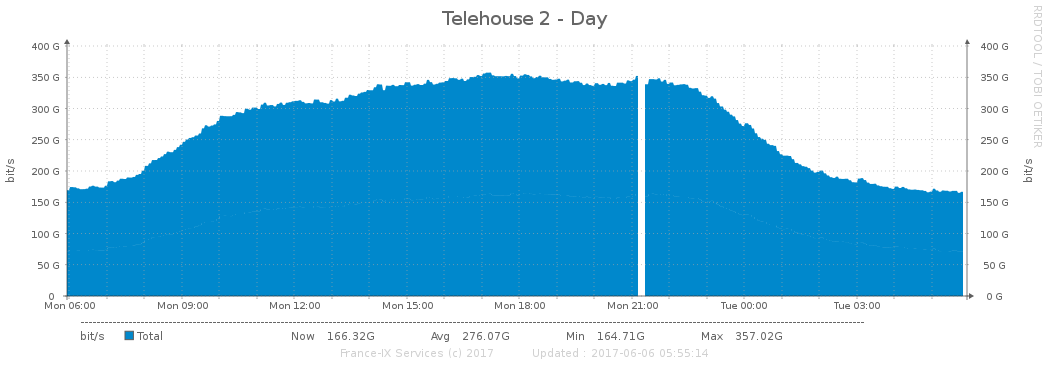 Telehouse 2 - Day
RRDTOOL / TOBI OETIKER
bit/s
400 G
350 G
300 G
250 G
200 G
150 G
100 G
50 G
0
400 G
350 G
300 G
250 G
200 G
150 G
100 G
50 G
0 G
bit/s
Mon 06:00 Mon 09:00 Mon 12:00 Mon 15:00 Mon 18:00 Mon 21:00 Tue 00:00 Tue 03:00
bit/s Total Now 166.32G Avg 276.07G Min 164.71G Max 357.02G
France-IX Services (c) 2017 Updated : 2017-06-06 05:55:14